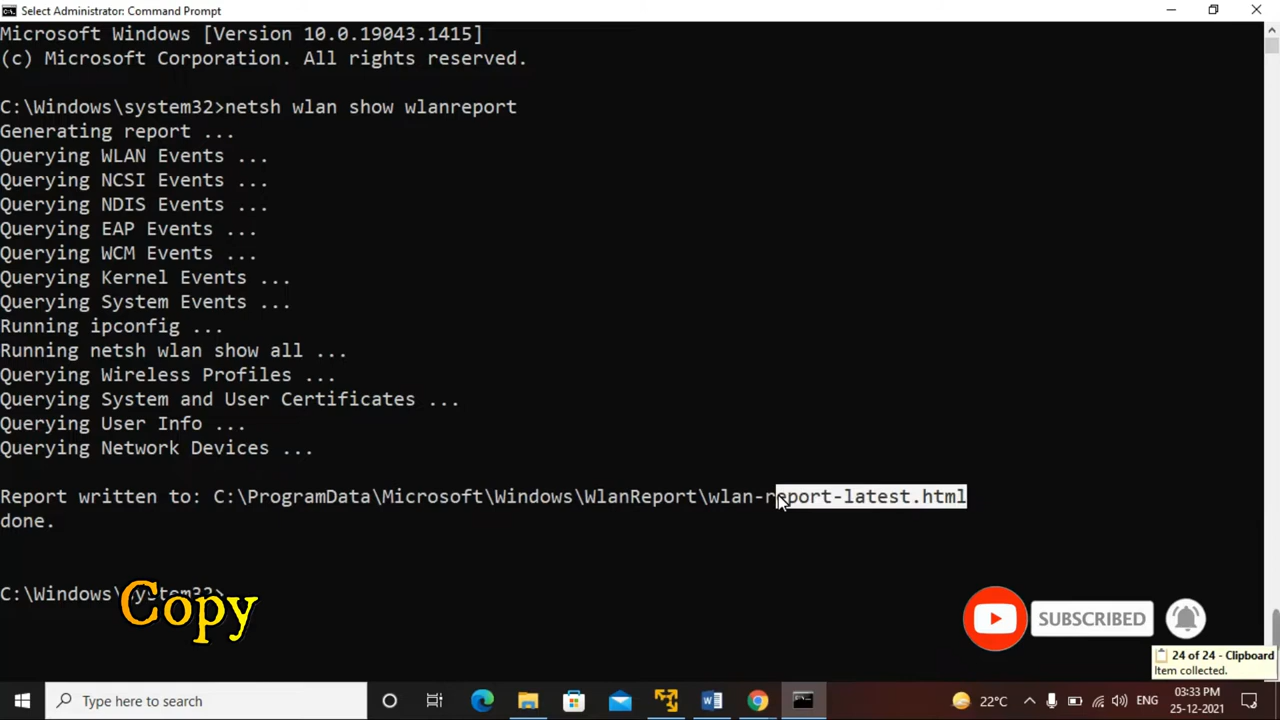 Select Administrator: Command Prompt
Microsoft Windows [Version 10.0.19043.1415]
(c) Microsoft Corporation. All rights reserved.
C:\Windows\system32>netsh wlan show wlanreport
Generating report ...
Querying WLAN Events ...
Querying NCSI Events ...
Querying NDIS Events ...
Querying EAP Events ...
Querying WCM Events ...
Querying Kernel Events ...
Querying System Events ...
Running ipconfig ...
Running netsh wlan show all ...
Querying Wireless Profiles ...
Querying System and User Certificates ...
Querying User Info ...
Querying Network Devices ...
Report written to: C:\ProgramData\Microsoft\Windows\WlanReport\wlan-report-latest.html
done.
C:\Windows\system32>
Copy
SUBSCRIBED
24 of 24 - Clipboard
Item collected.
Type here to search
22°C
ENG
03:33 PM
25-12-2021